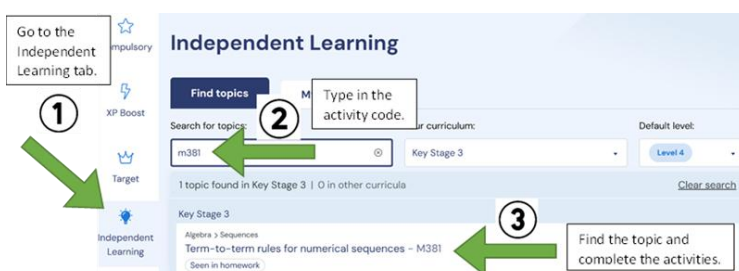 Go to the
Independent
Learning tab.
1
ompulsory
XP Boost
Target
Independent
Learning
Independent Learning
Find topics
M
Type in the
activity code.
2
Search for topics:
ur curriculum:
Default level:
m381
Key Stage 3
Level 4
1 topic found in Key Stage 3 | 0 in other curricula
Clear search
Key Stage 3
Algebra > Sequences
Term-to-term rules for numerical sequences - M381
Seen in homework
3
Find the topic and
complete the activities.